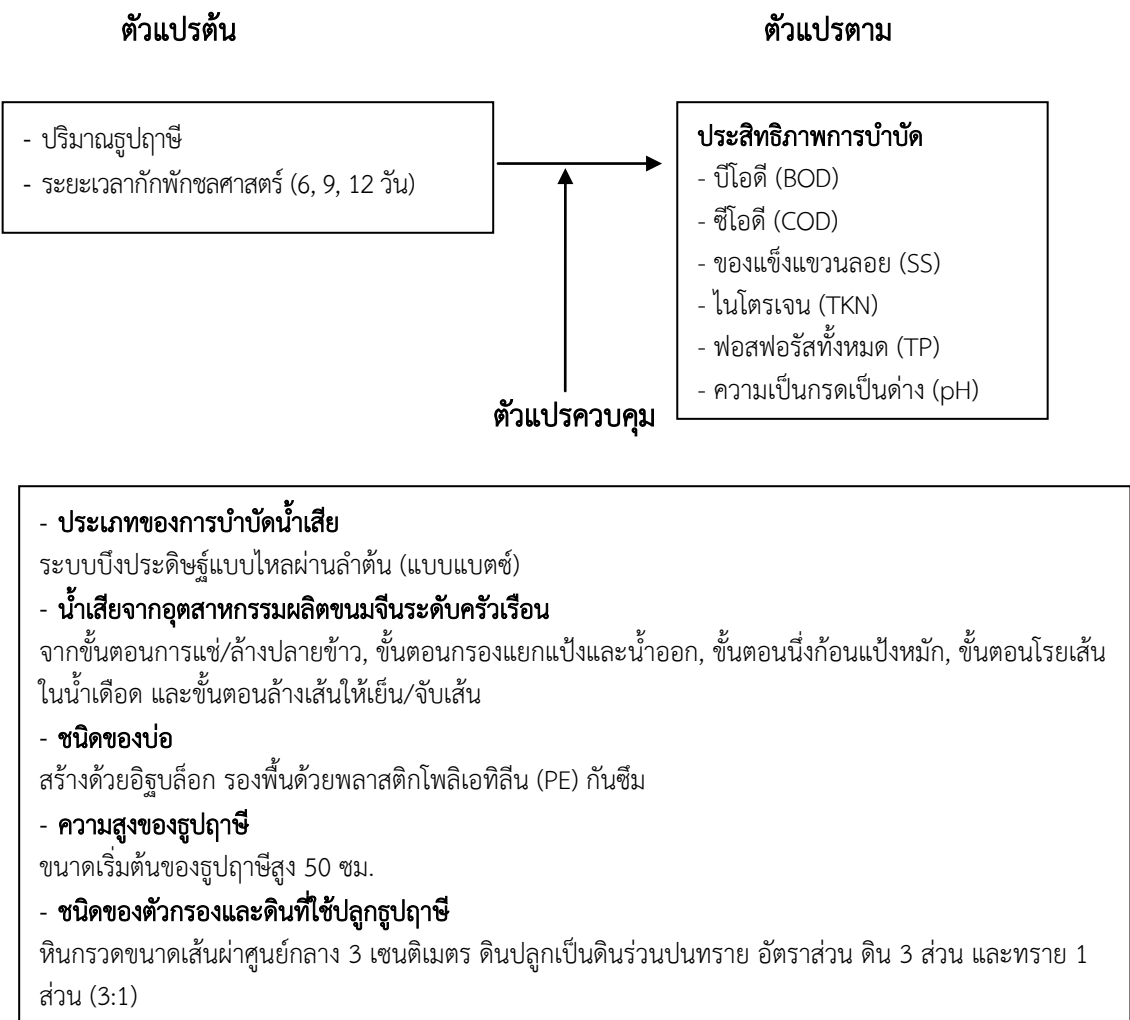 ตัวแปรต้น
ตัวแปรตาม
- ปริมาณธูปฤาษี
- ระยะเวลากักพักชลศาสตร์ (6, 9, 12 วัน)
ประสิทธิภาพการบำบัด
- บีโอดี (BOD)
- ซีโอดี (COD)
- ของแข็งแขวนลอย (SS)
- ไนโตรเจน (TKN)
- ฟอสฟอรัสทั้งหมด (TP)
- ความเป็นกรดเป็นด่าง (pH)
ตัวแปรควบคุม
- ประเภทของการบำบัดน้ำเสีย
ระบบบึงประดิษฐ์แบบไหลผ่านลำต้น (แบบแบตซ์)
- น้ำเสียจากอุตสาหกรรมผลิตขนมจีนระดับครัวเรือน
จากขั้นตอนการแช่/ล้างปลายข้าว, ขั้นตอนกรองแยกแป้งและน้ำออก, ขั้นตอนนึ่งก้อนแป้งหมัก, ขั้นตอนโรยเส้น
ในน้ำเดือด และขั้นตอนล้างเส้นให้เย็น/จับเส้น
- ชนิดของบ่อ
สร้างด้วยอิฐบล็อก รองพื้นด้วยพลาสติกโพลิเอทิลีน (PE) กันซึม
- ความสูงของธูปฤาษี
ขนาดเริ่มต้นของธูปฤาษีสูง 50 ซม.
- ชนิดของตัวกรองและดินที่ใช้ปลูกธูปฤาษี
หินกรวดขนาดเส้นผ่าศูนย์กลาง 3 เซนติเมตร ดินปลูกเป็นดินร่วนปนทราย อัตราส่วน ดิน 3 ส่วน และทราย 1
ส่วน (3:1)